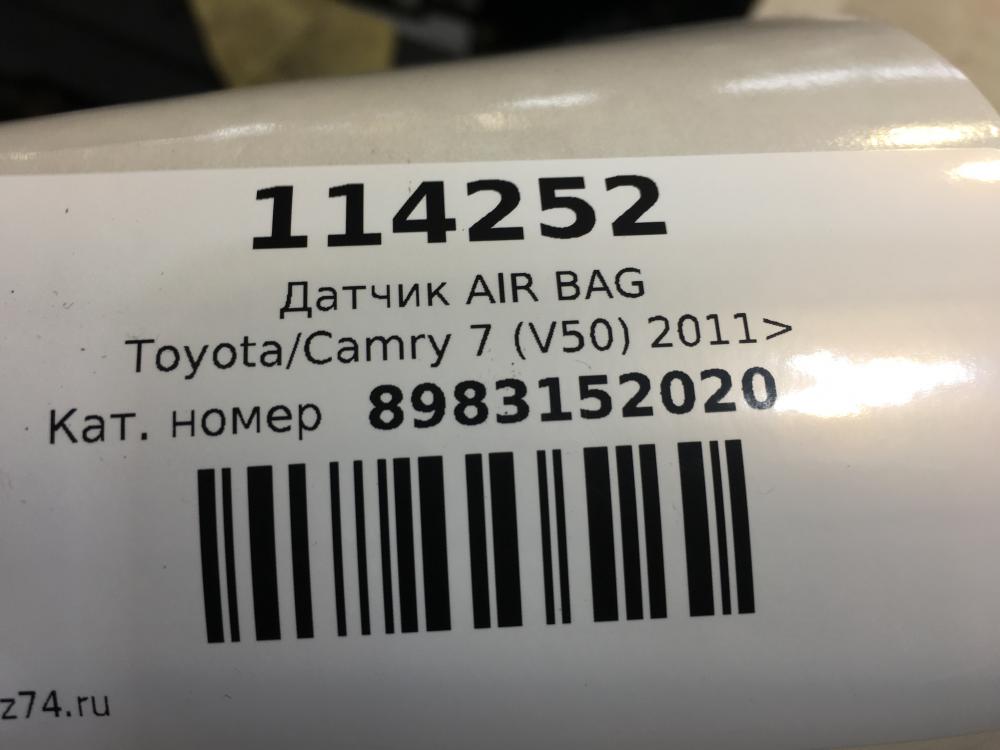 114252
Датчик AIR BAG
Toyota/Camry 7 (V50) 2011>
Кат. номер 8983152020
z74.ru